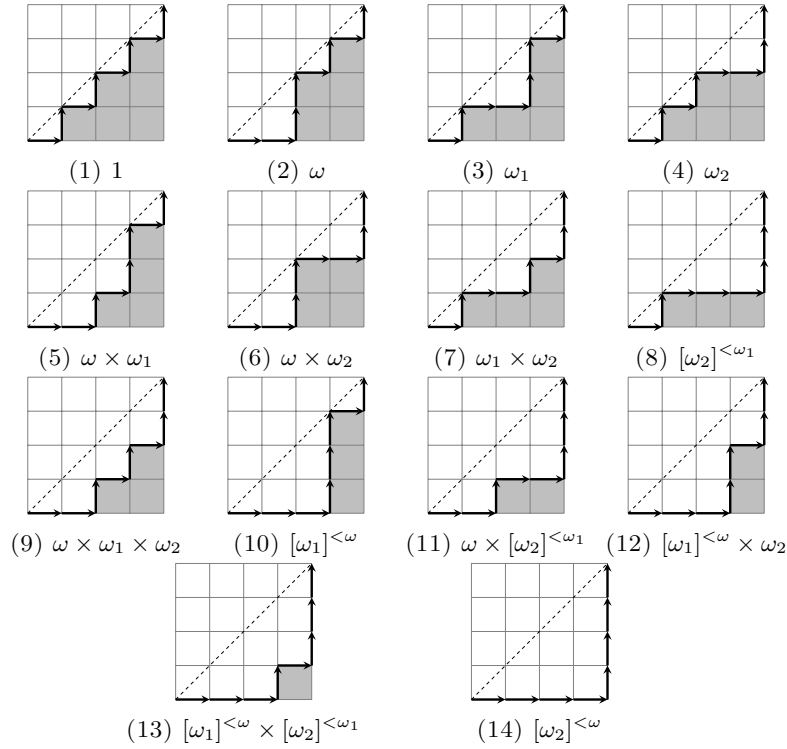 (1) 1 (2) ω (3) ω₁ (4) ω₂
(5) ω × ω₁ (6) ω × ω₂ (7) ω₁ × ω₂ (8) [ω₂]^{<ω₁}
(9) ω × ω₁ × ω₂ (10) [ω₁]^{<ω} (11) ω × [ω₂]^{<ω₁} (12) [ω₁]^{<ω} × ω₂
(13) [ω₁]^{<ω} × [ω₂]^{<ω₁} (14) [ω₂]^{<ω}